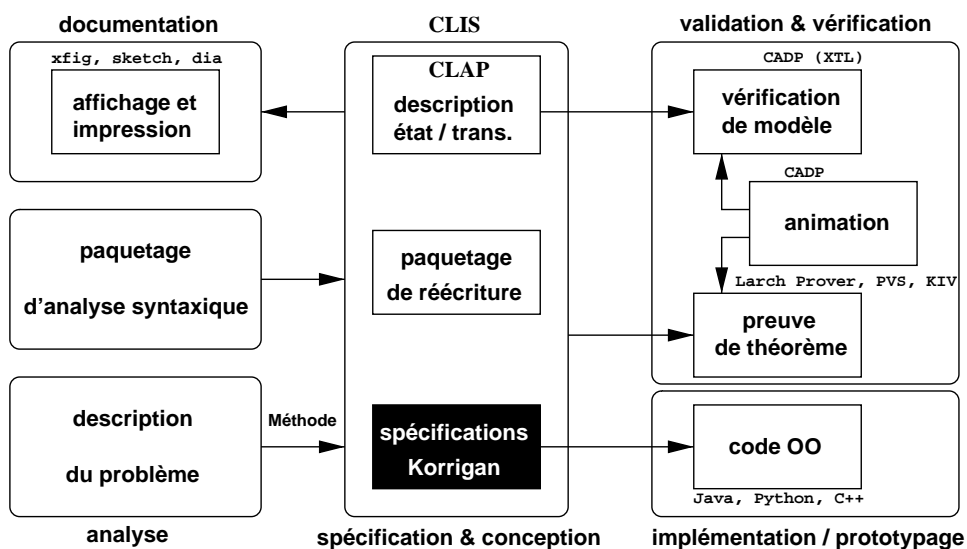 documentation
xfig, sketch, dia
affichage et
impression
paquetage
d'analyse syntaxique
description
du problème
analyse
Méthode
CLIS
CLAP
description
état / trans.
paquetage
de réécriture
spécifications
Korrigan
spécification & conception
validation & vérification
CADP (XTL)
vérification
de modèle
CADP
animation
Larch Prover, PVS, KIV
preuve
de théorème
code OO
Java, Python, C++
implémentation / prototypage